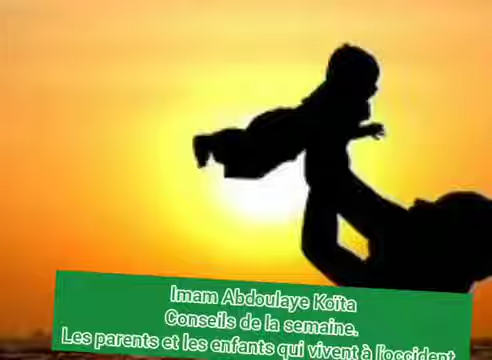 Imam Abdoulaye Koïta
Conseils de la semaine.
Les parents et les enfants qui vivent à l'occident